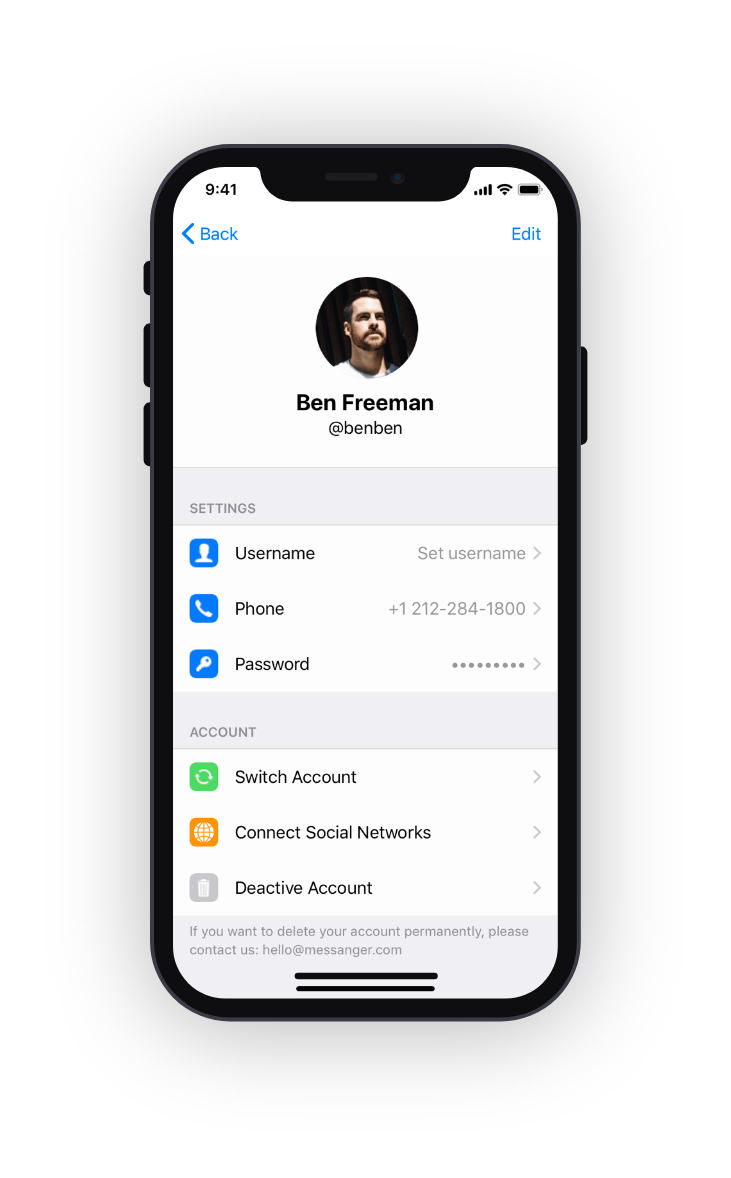 9:41
Back
Edit
Ben Freeman
@benben
SETTINGS
Username
Set username
Phone
+1 212-284-1800
Password
•••••••••
ACCOUNT
Switch Account
Connect Social Networks
Deactive Account
If you want to delete your account permanently, please
contact us: hello@messanger.com